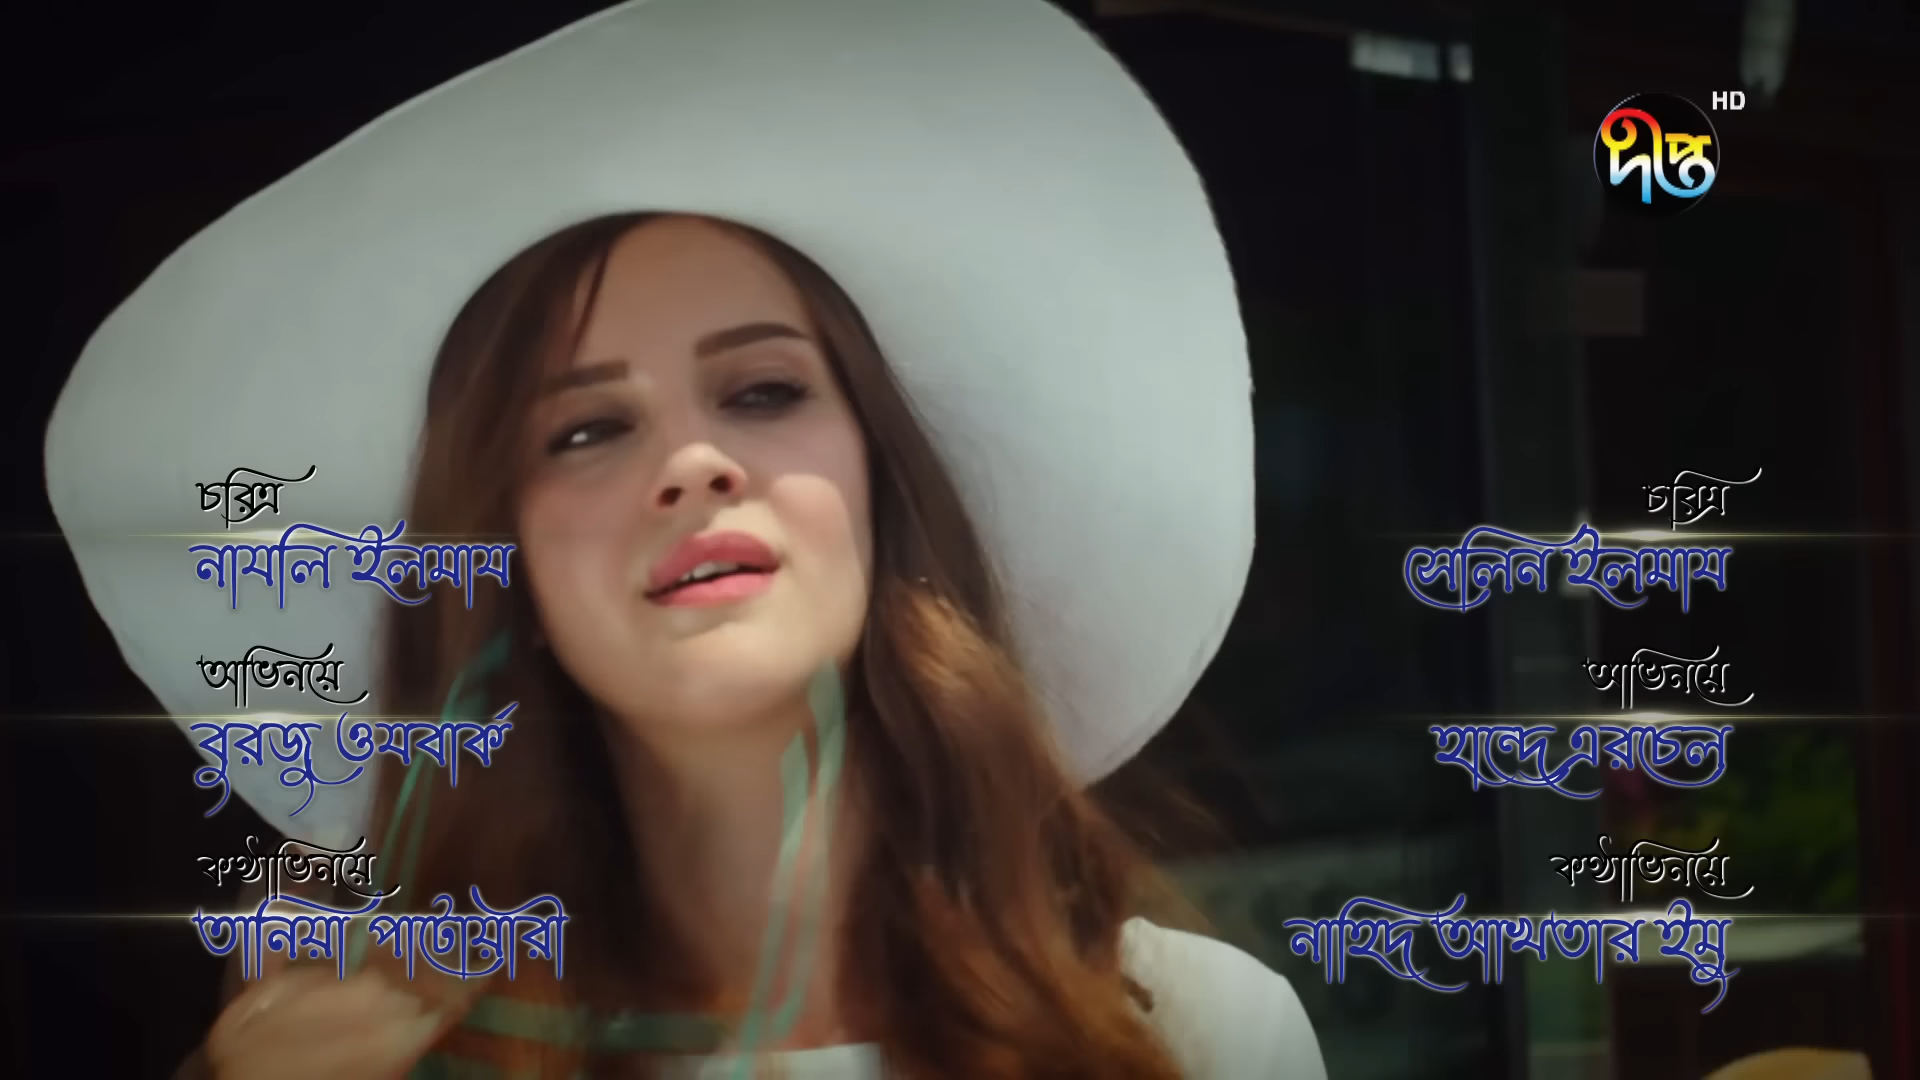 HD
দীপ্ত
চরিত্র
নাযলি ইলমায
অভিনয়ে
বুরজু ওযবার্ক
কণ্ঠাভিনয়ে
তানিয়া পাটোয়ারী
চরিত্র
সেলিন ইলমায
অভিনয়ে
হান্দে এরচেল
কণ্ঠাভিনয়ে
নাহিদ আখতার ইমু